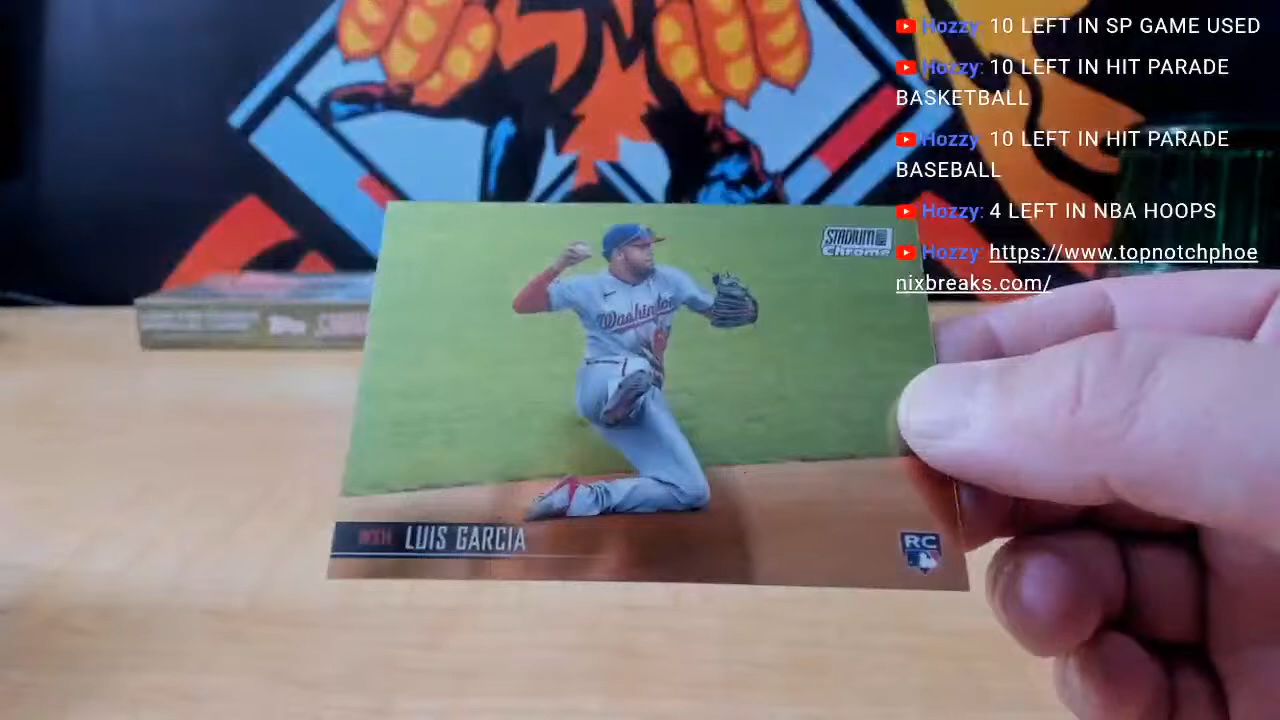 Hozzy: 10 LEFT IN SP GAME USED
Hozzy: 10 LEFT IN HIT PARADE
BASKETBALL
Hozzy: 10 LEFT IN HIT PARADE
BASEBALL
Hozzy: 4 LEFT IN NBA HOOPS
Hozzy: https://www.topnotchphoe
nixbreaks.com/
STADIUM
chrome
Washington
topps
WSH LUIS GARCIA
RC